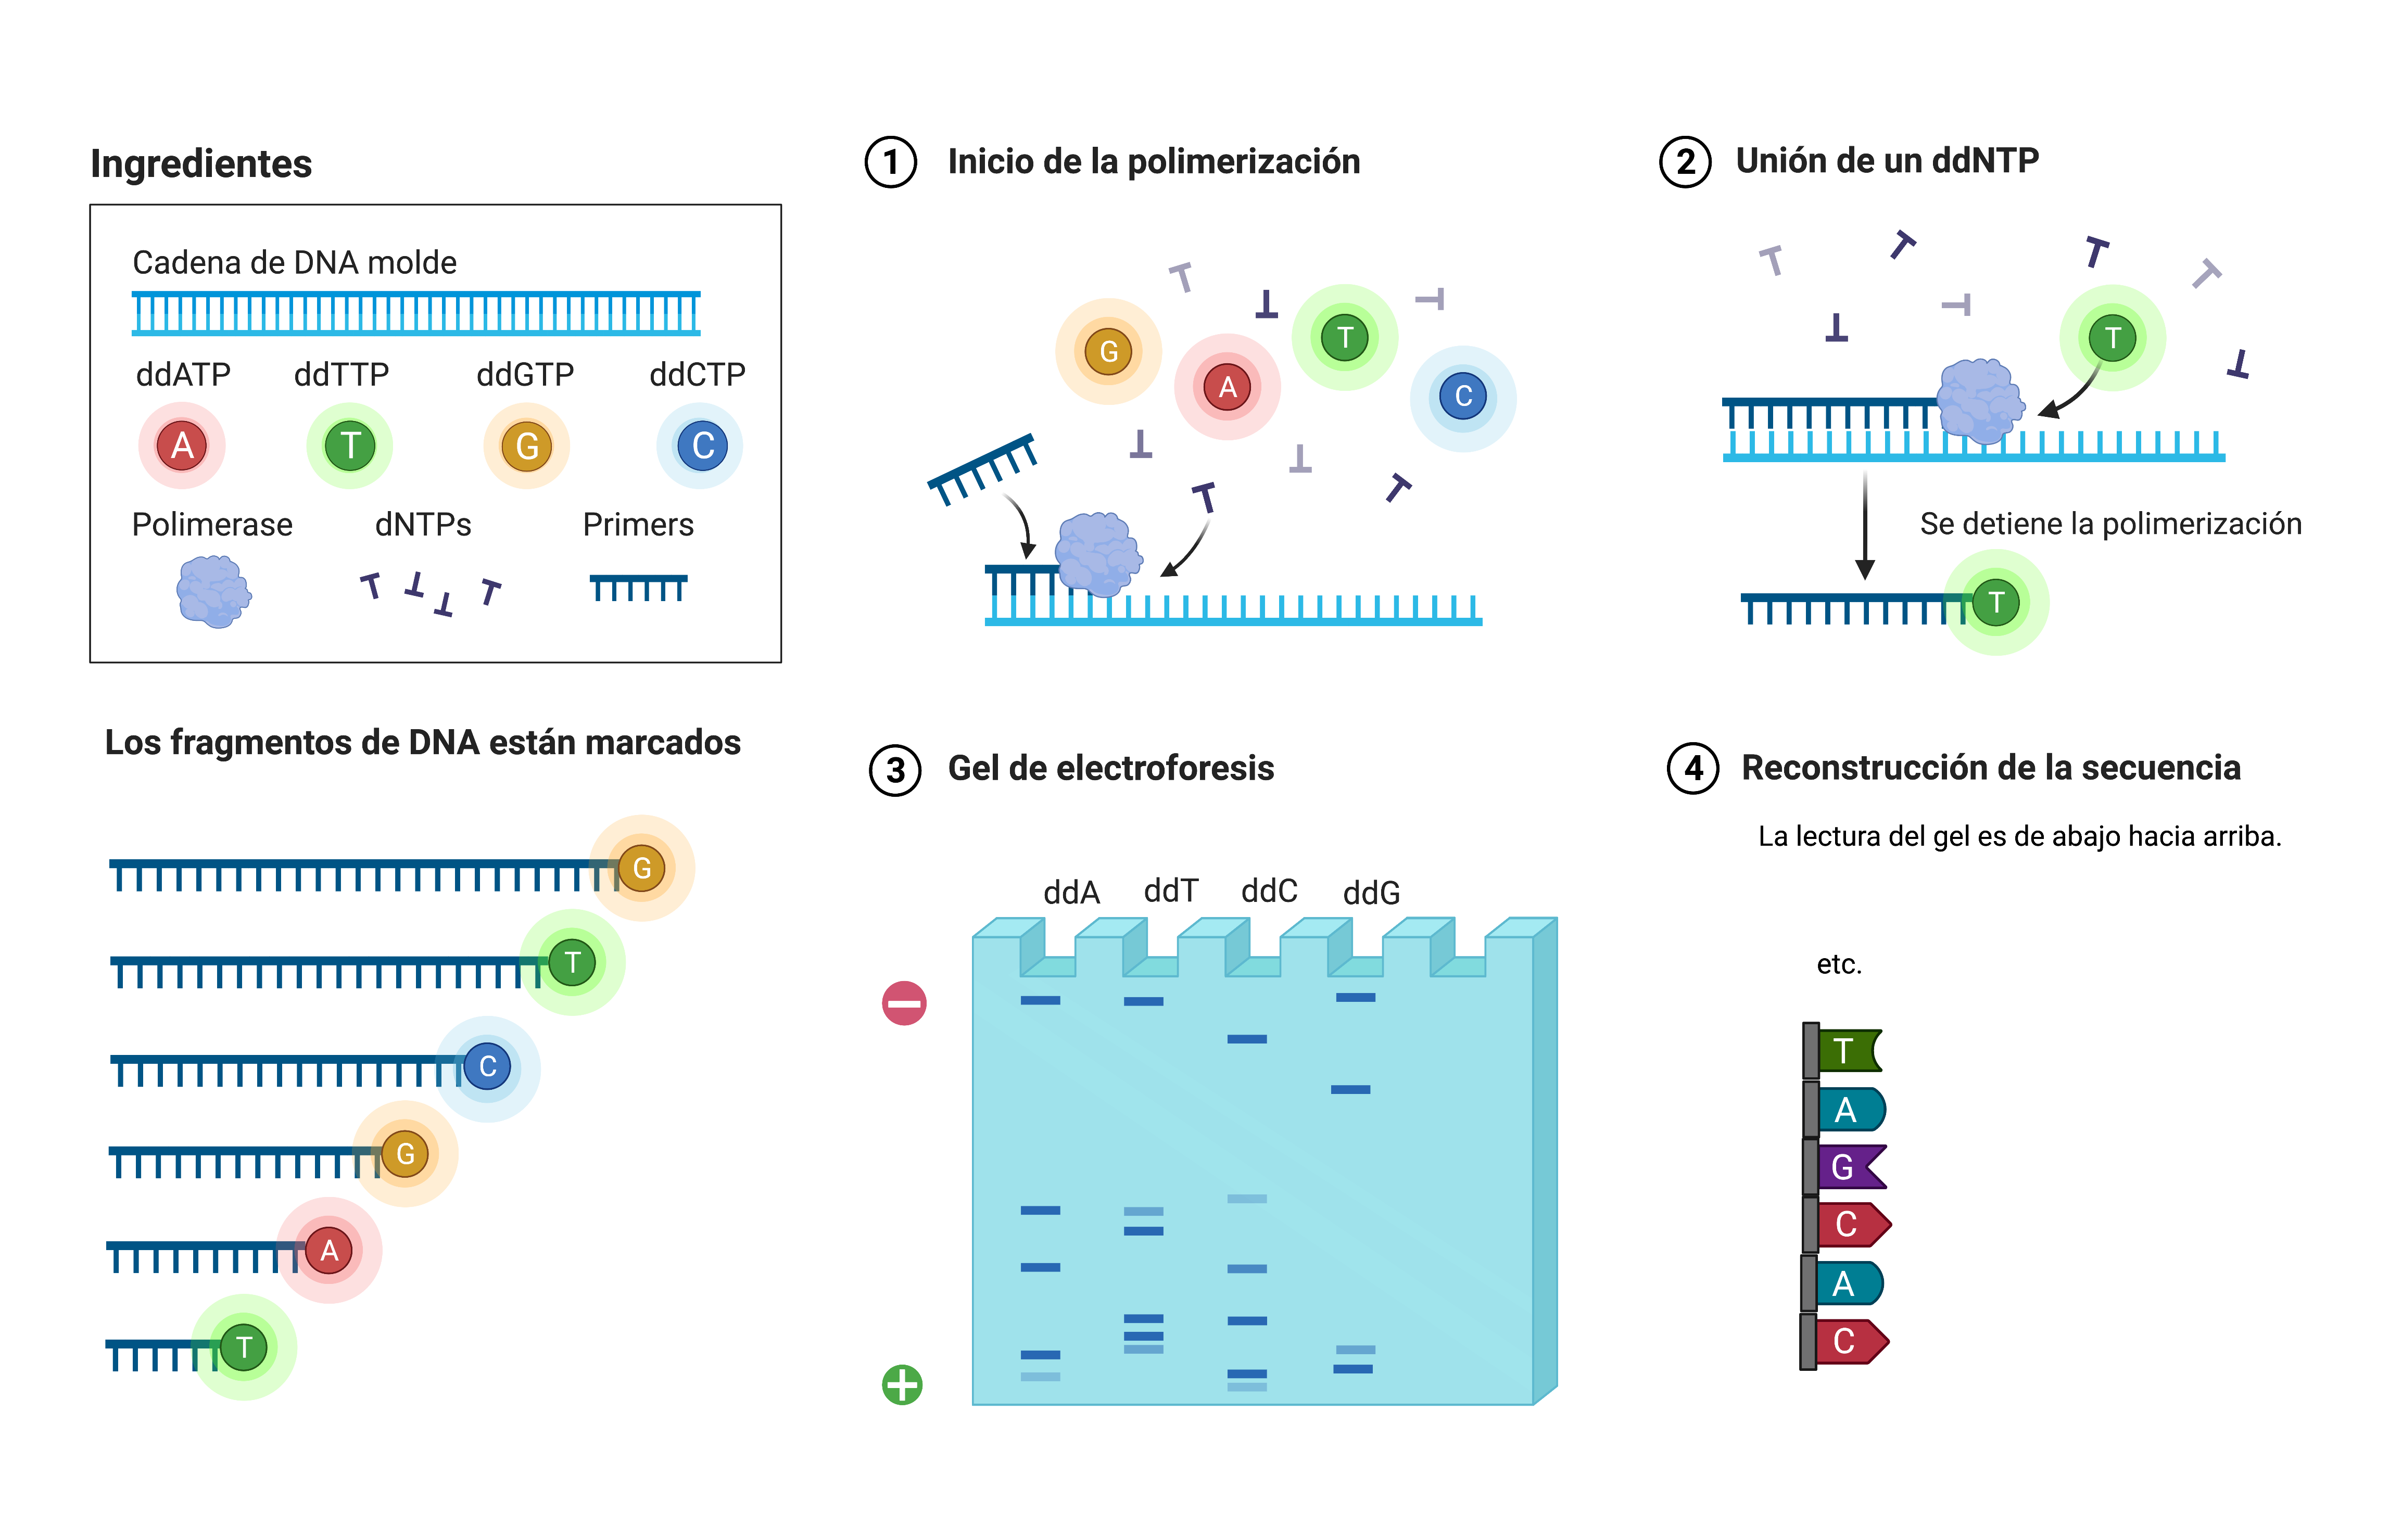 Ingredientes
Cadena de DNA molde
ddATP ddTTP ddGTP ddCTP
A T G C
Polimerase dNTPs Primers
1 Inicio de la polimerización
G A T C
2 Unión de un ddNTP
T
Se detiene la polimerización
T
Los fragmentos de DNA están marcados
G
T
C
G
A
T
3 Gel de electroforesis
ddA ddT ddC ddG
4 Reconstrucción de la secuencia
La lectura del gel es de abajo hacia arriba.
etc.
T
A
G
C
A
C